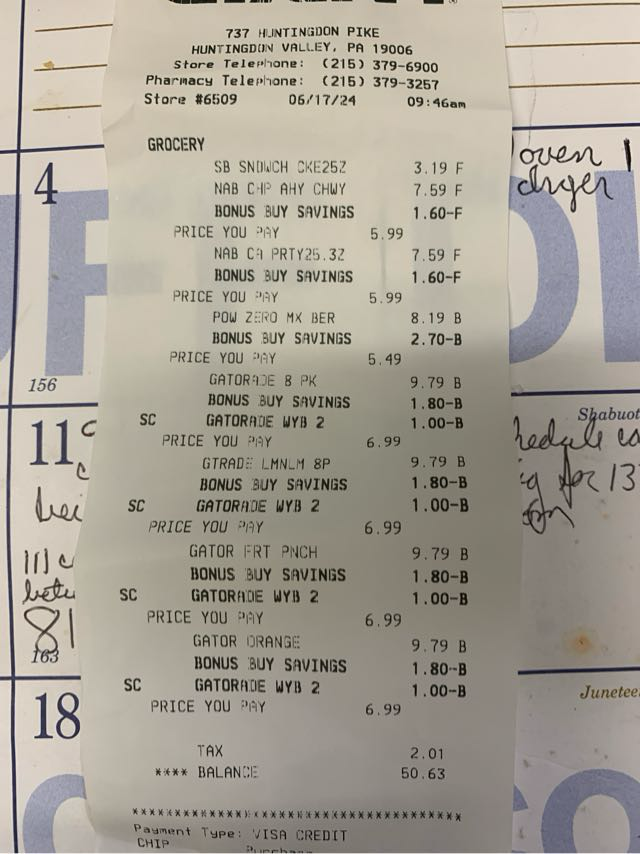 737 HUNTINGDON PIKE
HUNTINGDON VALLEY, PA 19006
Store Telephone: (215) 379-6900
Pharmacy Telephone: (215) 379-3257
Store #6509 06/17/24 09:46am
GROCERY
SB SNDWCH CKE25Z 3.19 F
NAB CHP AHY CHWY 7.59 F
BONUS BUY SAVINGS 1.60-F
PRICE YOU PAY 5.99
NAB CA PRTY25.3Z 7.59 F
BONUS BUY SAVINGS 1.60-F
PRICE YOU PAY 5.99
POW ZERO MX BER 8.19 B
BONUS BUY SAVINGS 2.70-B
PRICE YOU PAY 5.49
GATORADE 8 PK 9.79 B
BONUS BUY SAVINGS 1.80-B
SC GATORADE WYB 2 1.00-B
PRICE YOU PAY 6.99
GTRADE LMNLM 8P 9.79 B
BONUS BUY SAVINGS 1.80-B
SC GATORADE WYB 2 1.00-B
PRICE YOU PAY 6.99
GATOR FRT PNCH 9.79 B
BONUS BUY SAVINGS 1.80-B
SC GATORADE WYB 2 1.00-B
PRICE YOU PAY 6.99
GATOR ORANGE 9.79 B
BONUS BUY SAVINGS 1.80-B
SC GATORADE WYB 2 1.00-B
PRICE YOU PAY 6.99
TAX 2.01
**** BALANCE 50.63
******************************************
Payment Type: VISA CREDIT
CHIP
4
156
11
81
163
18
oven
dryer
Shabuot
for 13
Junetee